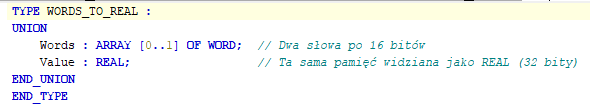 TYPE WORDS_TO_REAL :
UNION
    Words : ARRAY [0..1] OF WORD;  // Dwa słowa po 16 bitów
    Value : REAL;                  // Ta sama pamięć widziana jako REAL (32 bity)
END_UNION
END_TYPE